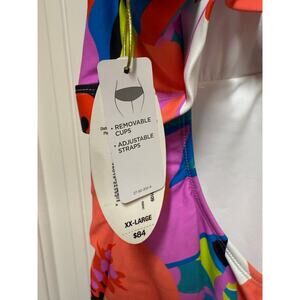 • REMOVABLE
CUPS
• ADJUSTABLE
STRAPS
XX-LARGE
$84